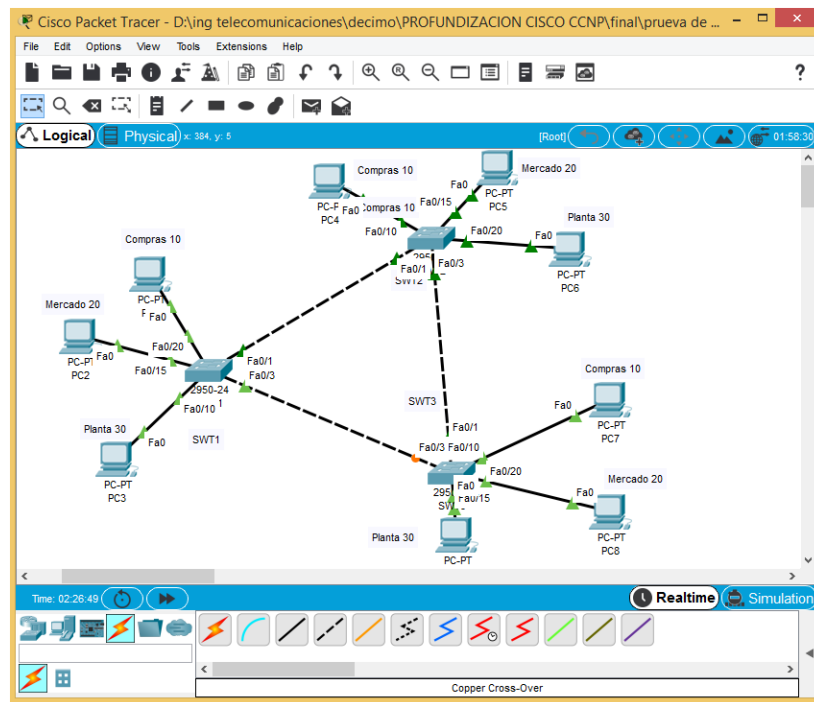 Cisco Packet Tracer - D:\ing telecomunicaciones\decimo\PROFUNDIZACION CISCO CCNP\final\prueva de ...
File Edit Options View Tools Extensions Help
Logical Physical x: 384, y: 5 [Root] 01:58:30
Compras 10
Mercado 20
Fa0
PC-PT
PC5
Fa0/15
Fa0
PC4
Compras 10
Fa0/10
Planta 30
Fa0/20
Fa0
PC-PT
PC6
Fa0/1
Fa0/3
SWT2
Compras 10
PC-PT
Fa0
Mercado 20
Fa0
PC2
Fa0/20
Fa0/15
Fa0/1
Fa0/3
2950-24
Fa0/10
SWT1
Planta 30
Fa0
PC-PT
PC3
Compras 10
Fa0
PC-PT
PC7
SWT3
Fa0/1
Fa0/3 Fa0/10
Fa0/20
Fa0
Fa0/15
Mercado 20
Fa0
PC-PT
PC8
Planta 30
PC-PT
Time: 02:26:49 Realtime Simulation
Copper Cross-Over